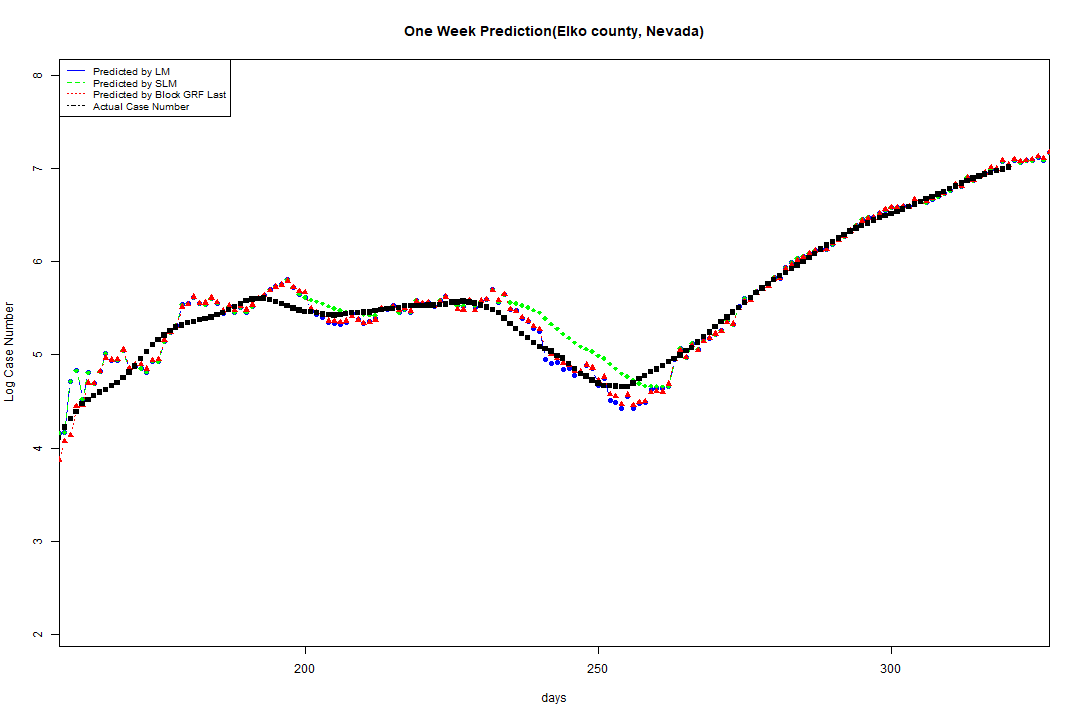 One Week Prediction(Elko county, Nevada)
Predicted by LM
Predicted by SLM
Predicted by Block GRF Last
Actual Case Number
8
7
6
5
4
3
2
Log Case Number
200
250
300
days